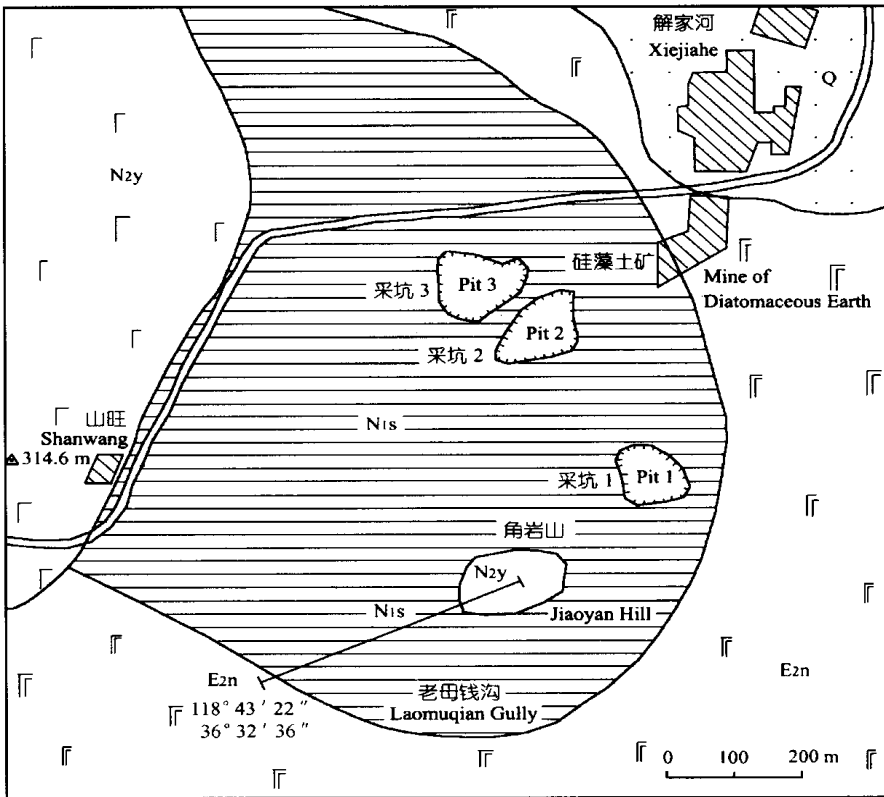 解家河
Xiejiahe
Q
N2y
硅藻土矿
Mine of
Diatomaceous Earth
采坑 3
Pit 3
采坑 2
Pit 2
N1s
山旺
Shanwang
314.6 m
采坑 1
Pit 1
角岩山
N2y
Jiaoyan Hill
N1s
E2n
E2n
老母钱沟
Laomuqian Gully
118° 43′ 22″
36° 32′ 36″
0 100 200 m